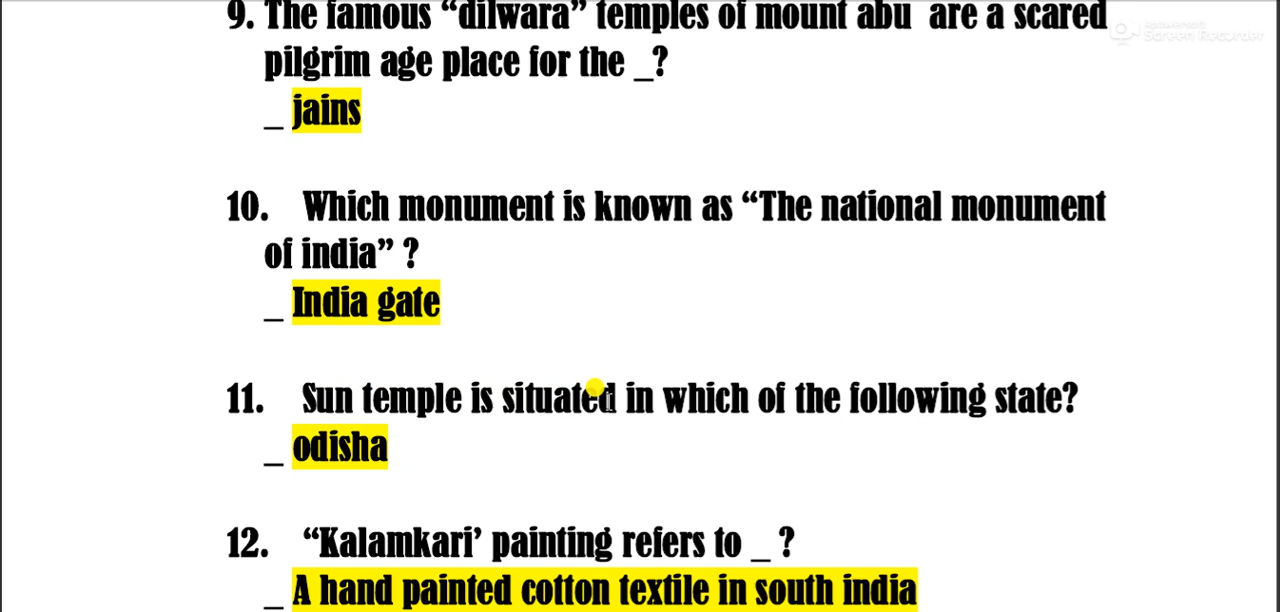 9. The famous “dilwara” temples of mount abu are a scared
pilgrim age place for the _?
_ jains
10. Which monument is known as “The national monument
of india” ?
_ India gate
11. Sun temple is situated in which of the following state?
_ odisha
12. “Kalamkari’ painting refers to _ ?
_ A hand painted cotton textile in south india
Screen Recorder